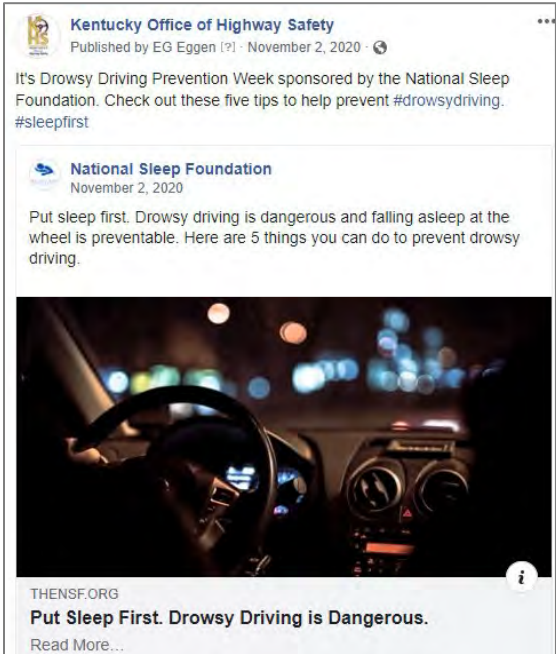 Kentucky Office of Highway Safety
Published by EG Eggen [?] · November 2, 2020 ·
It's Drowsy Driving Prevention Week sponsored by the National Sleep
Foundation. Check out these five tips to help prevent #drowsydriving.
#sleepfirst
National Sleep Foundation
November 2, 2020
Put sleep first. Drowsy driving is dangerous and falling asleep at the
wheel is preventable. Here are 5 things you can do to prevent drowsy
driving.
i
THENSF.ORG
Put Sleep First. Drowsy Driving is Dangerous.
Read More...